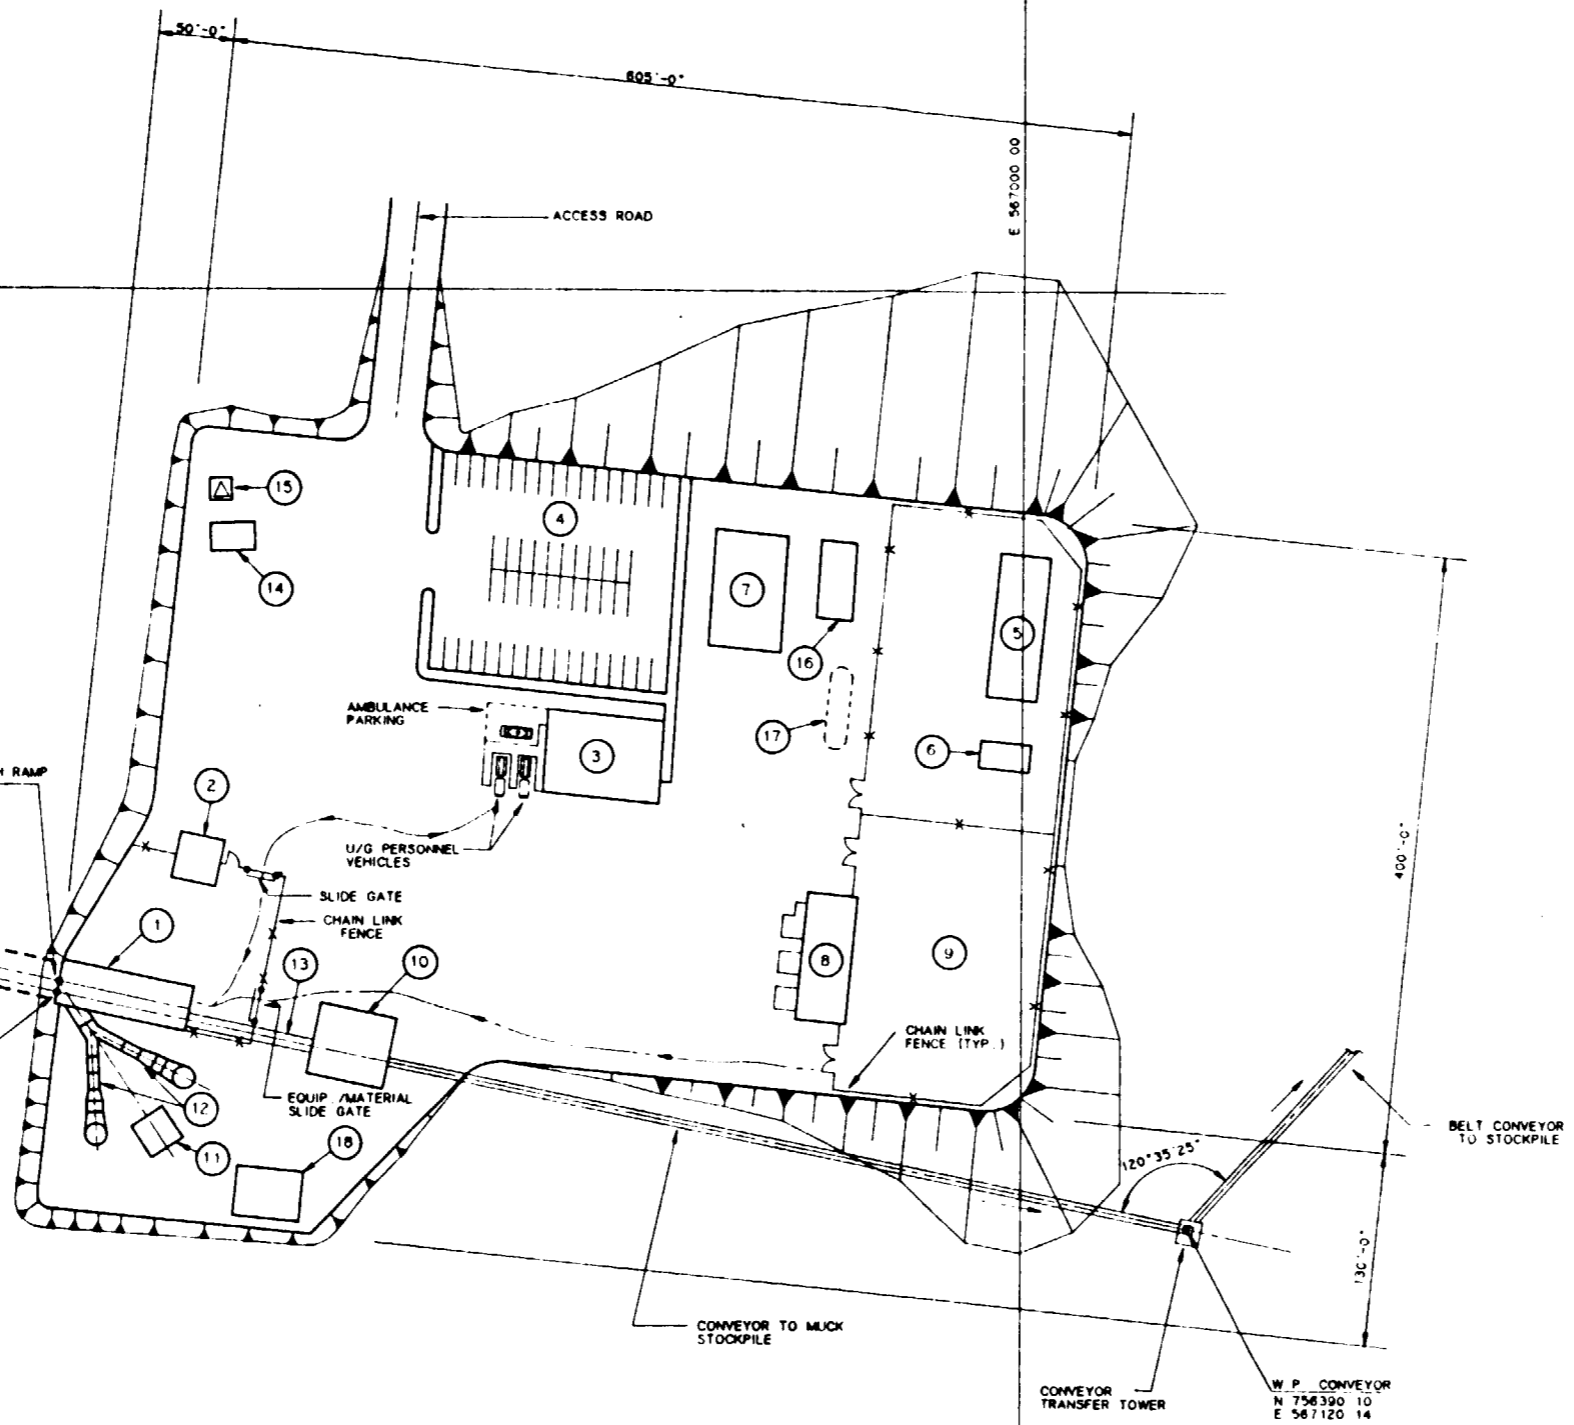 50'-0"
605'-0"
E 567000 00
ACCESS ROAD
15
4
14
7
5
16
AMBULANCE
PARKING
17
3
6
RAMP
2
U/G PERSONNEL
VEHICLES
400'-0"
SLIDE GATE
CHAIN LINK
FENCE
1
13
10
8
9
CHAIN LINK
FENCE (TYP.)
EQUIP./MATERIAL
SLIDE GATE
12
11
18
BELT CONVEYOR
TO STOCKPILE
120°35'25"
130'-0"
CONVEYOR TO MUCK
STOCKPILE
CONVEYOR
TRANSFER TOWER
W P CONVEYOR
N 756390 10
E 567120 14